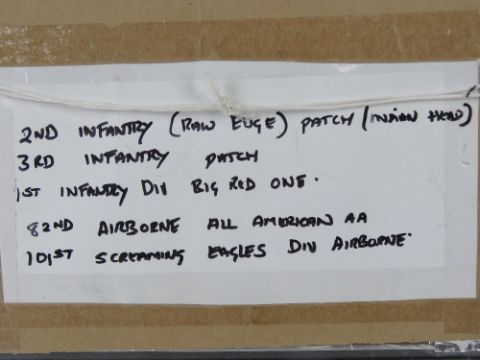 2ND INFANTRY (RAW EUGE) PATCH (INDIAN HEAD)
3RD INFANTRY PATCH
1ST INFANTRY DIV BIG RED ONE.
82ND AIRBORNE ALL AMERICAN AA
101ST SCREAMING EAGLES DIV AIRBORNE.